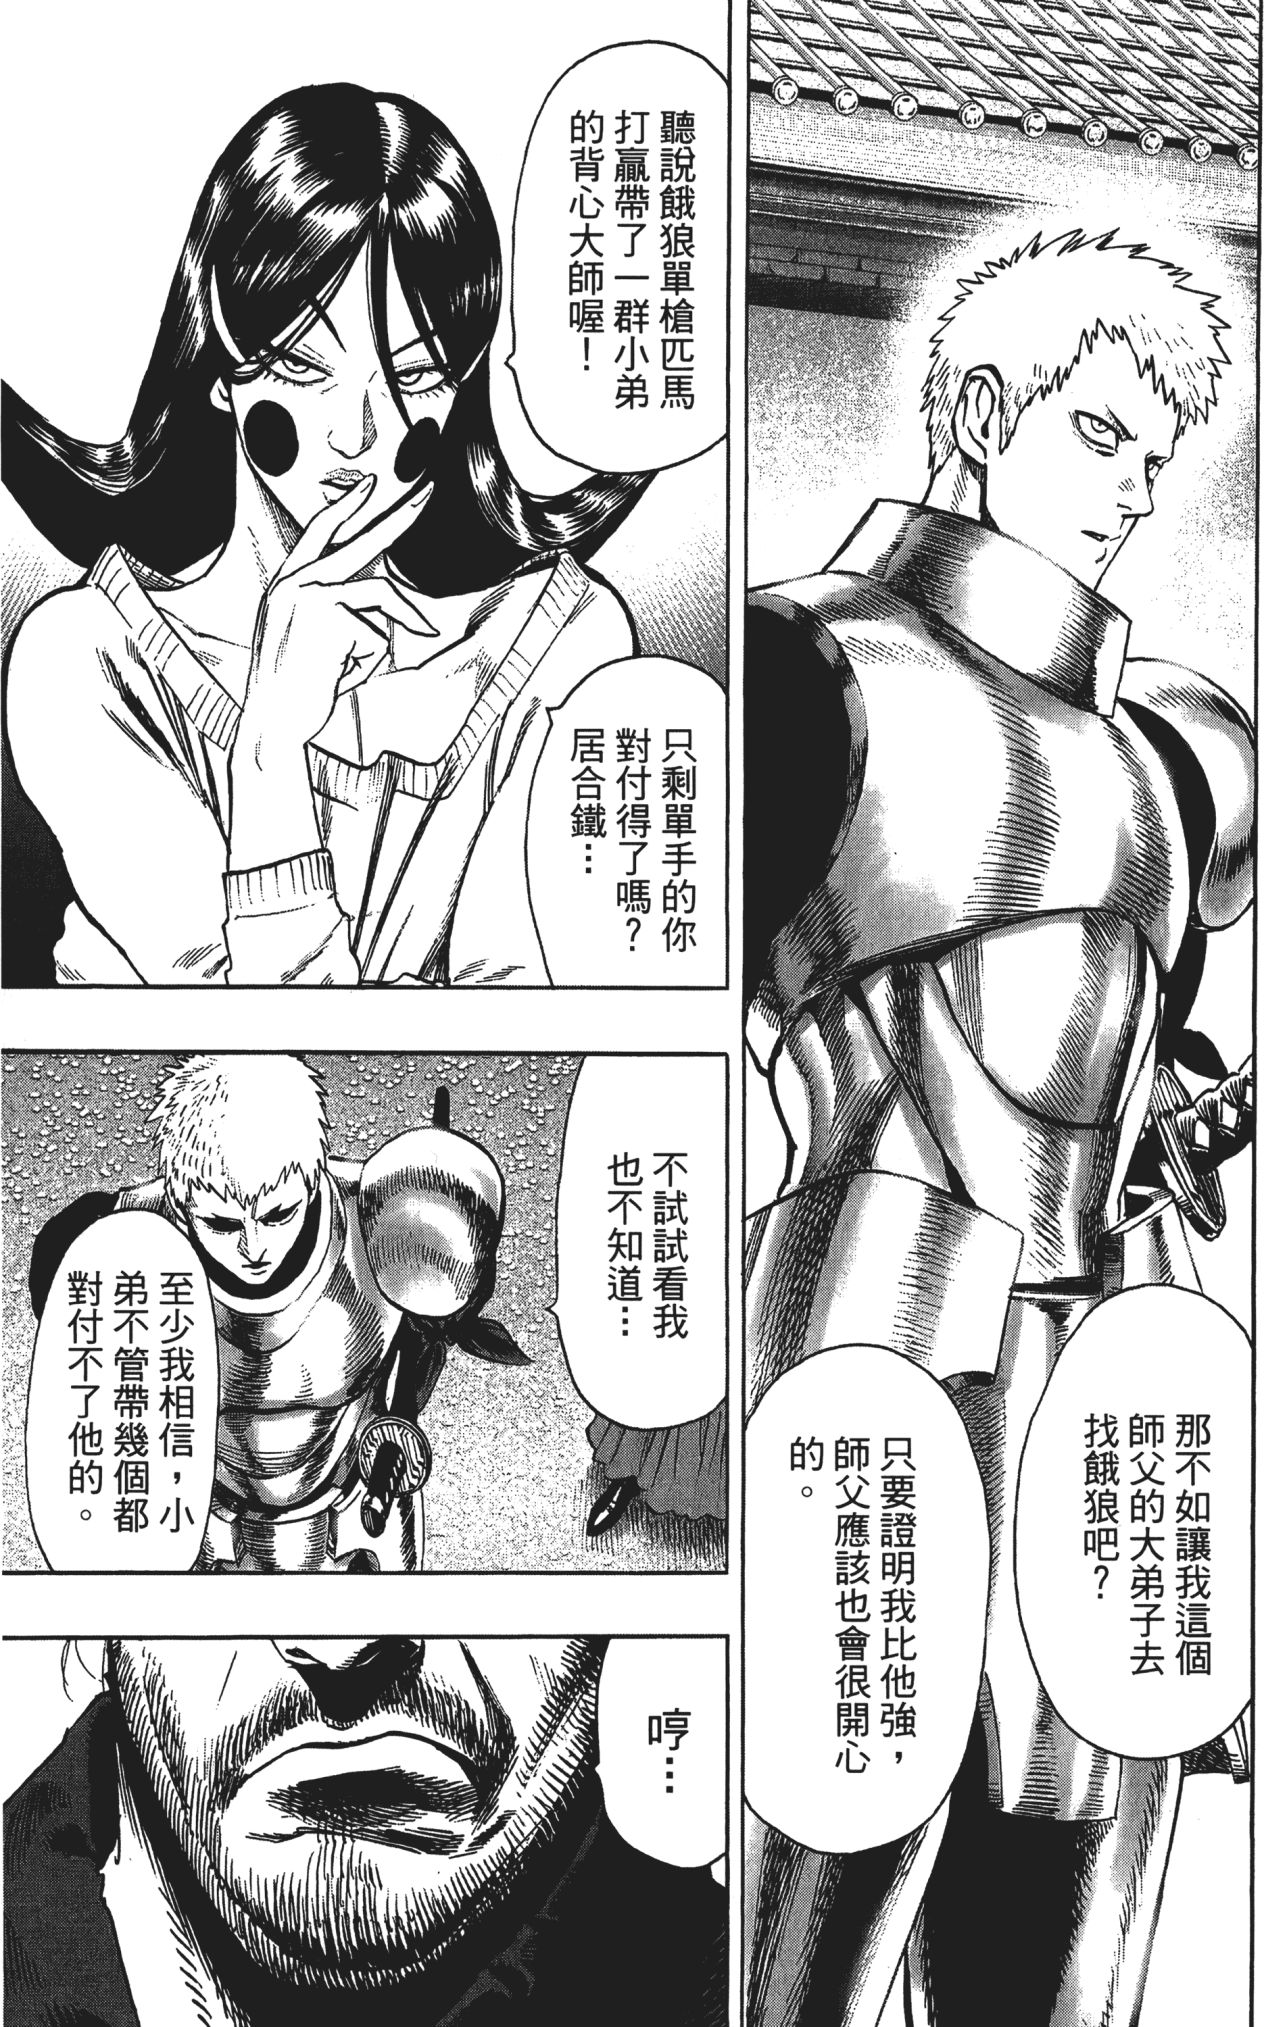 那不如讓我這個
師父的大弟子去
找餓狼吧？
只要證明我比他強，
師父應該也會很開心
的。
聽說餓狼單槍匹馬
打贏帶了一群小弟
的背心大師喔！
只剩單手的你
對付得了嗎？
居合鐵…
不試試看我
也不知道…
至少我相信，小
弟不管帶幾個都
對付不了他的。
哼…